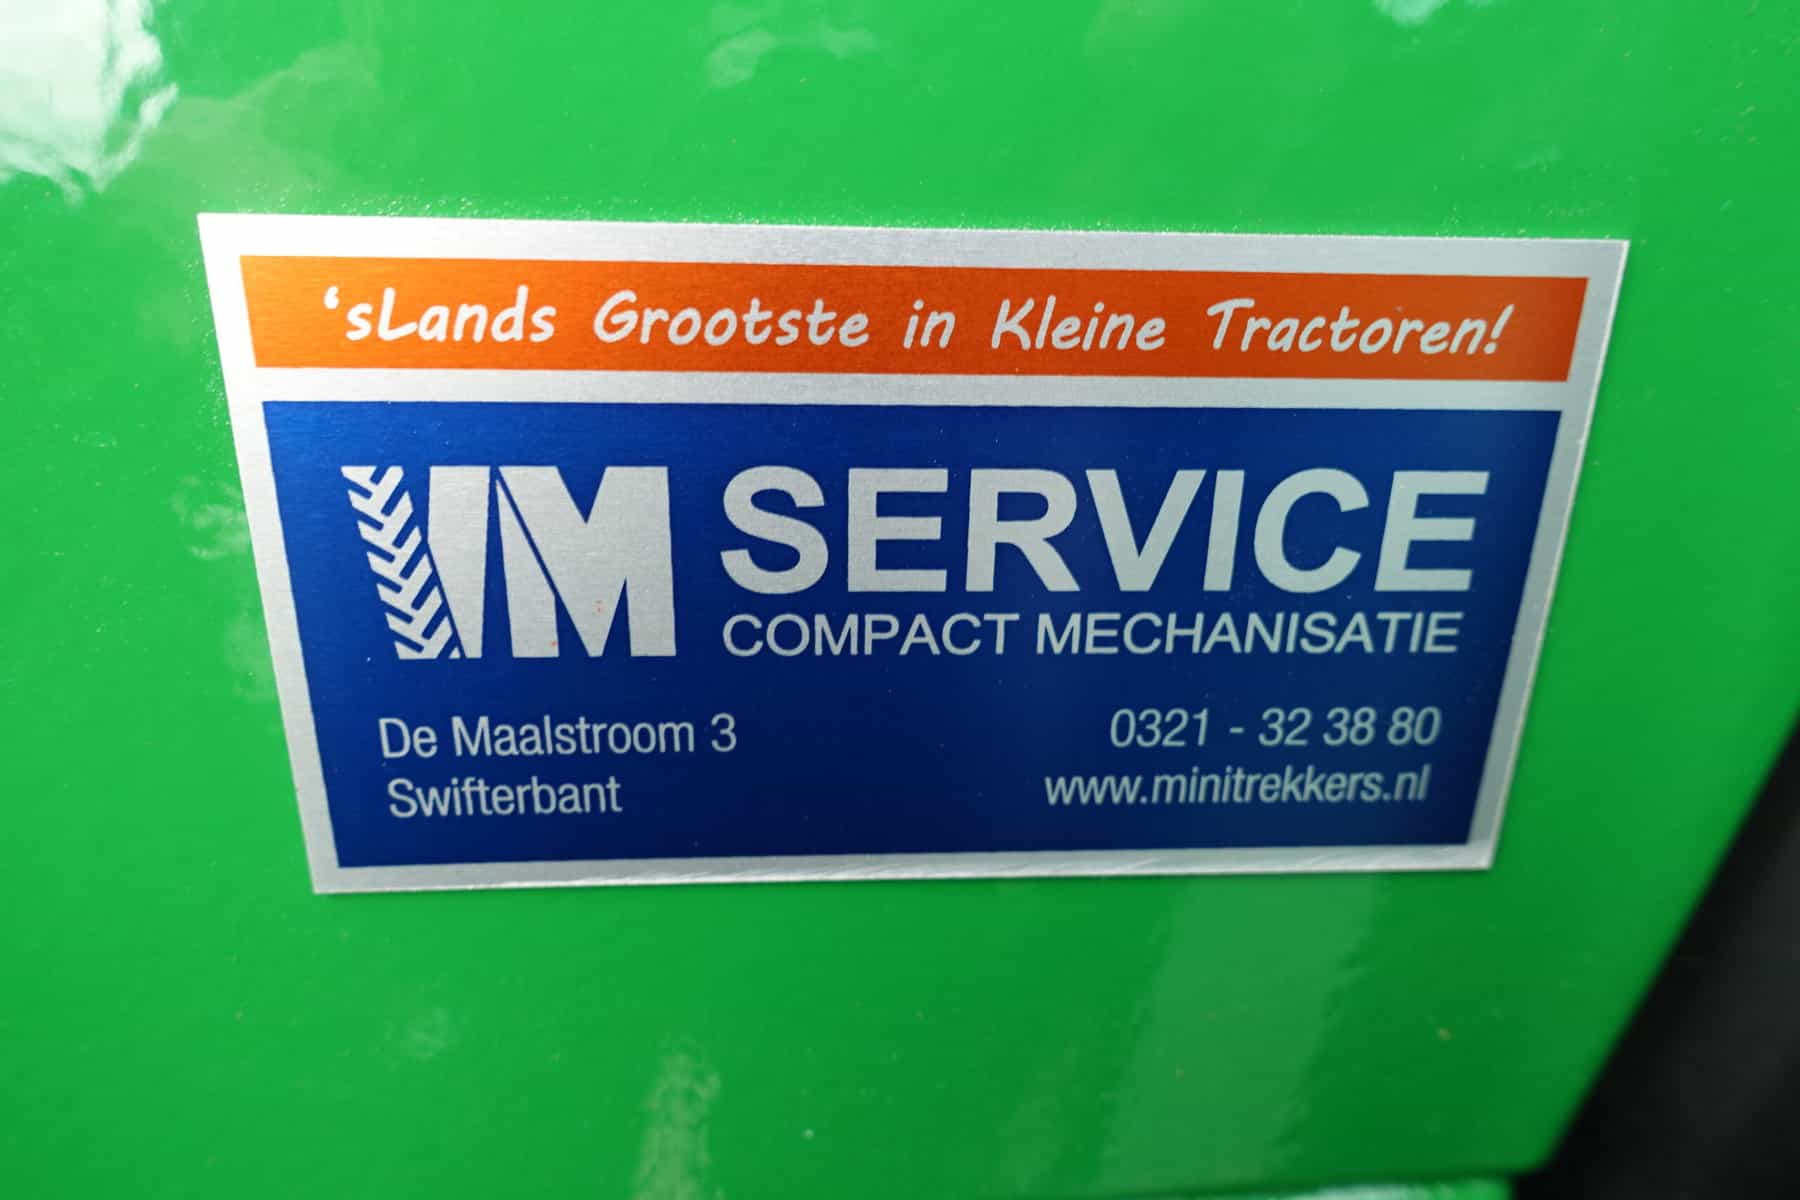 ‘sLands Grootste in Kleine Tractoren!
IM SERVICE
COMPACT MECHANISATIE
De Maalstroom 3
Swifterbant
0321 - 32 38 80
www.minitrekkers.nl